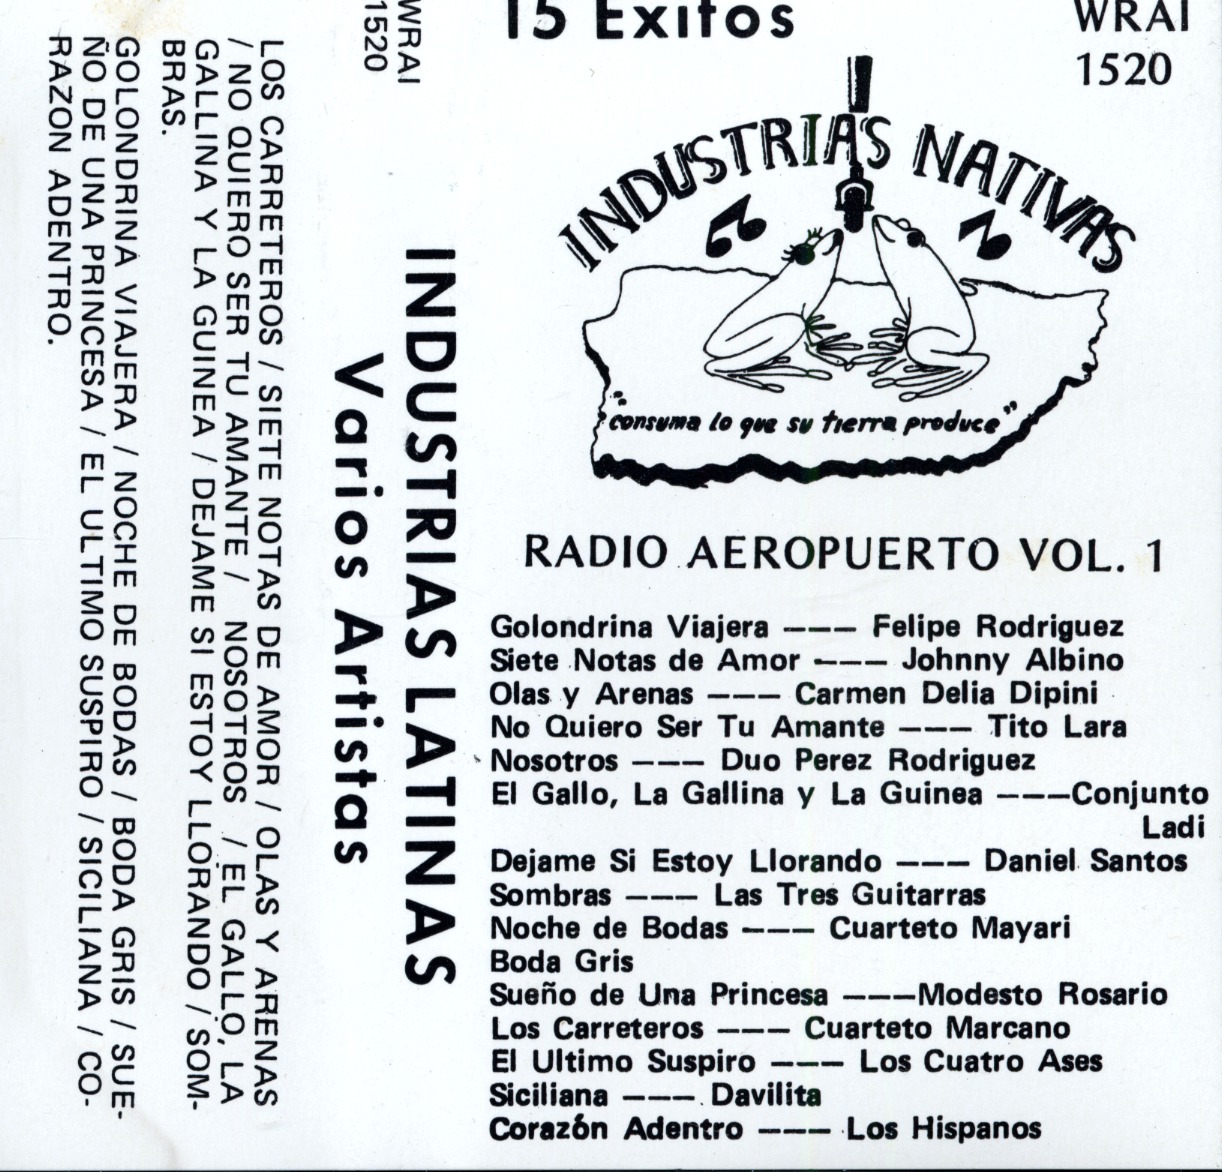 15 Exitos
WRAI
1520
INDUSTRIAS NATIVAS
"consuma lo que su tierra produce"
RADIO AEROPUERTO VOL. 1
Golondrina Viajera --- Felipe Rodriguez
Siete Notas de Amor --- Johnny Albino
Olas y Arenas --- Carmen Delia Dipini
No Quiero Ser Tu Amante --- Tito Lara
Nosotros --- Duo Perez Rodriguez
El Gallo, La Gallina y La Guinea ---Conjunto
Ladi
Dejame Si Estoy Llorando --- Daniel Santos
Sombras --- Las Tres Guitarras
Noche de Bodas --- Cuarteto Mayari
Boda Gris
Sueño de Una Princesa ---Modesto Rosario
Los Carreteros --- Cuarteto Marcano
El Ultimo Suspiro --- Los Cuatro Ases
Siciliana --- Davilita
Corazón Adentro --- Los Hispanos
WRAI
1520
INDUSTRIAS LATINAS
Varios Artistas
LOS CARRETEROS / SIETE NOTAS DE AMOR / OLAS Y ARENAS
/ NO QUIERO SER TU AMANTE / NOSOTROS / EL GALLO, LA
GALLINA Y LA GUINEA / DEJAME SI ESTOY LLORANDO / SOM-
BRAS.
GOLONDRINA VIAJERA / NOCHE DE BODAS / BODA GRIS / SUE-
ÑO DE UNA PRINCESA / EL ULTIMO SUSPIRO / SICILIANA / CO-
RAZON ADENTRO.